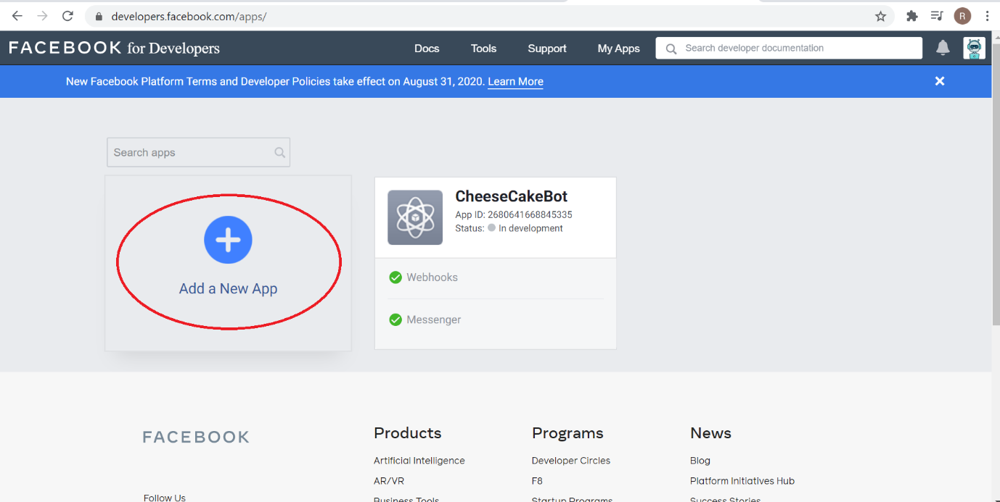 developers.facebook.com/apps/
R
FACEBOOK for Developers
Docs
Tools
Support
My Apps
Search developer documentation
New Facebook Platform Terms and Developer Policies take effect on August 31, 2020. Learn More
Search apps
Add a New App
CheeseCakeBot
App ID: 2680641668845335
Status: In development
Webhooks
Messenger
FACEBOOK
Follow Us
Products
Artificial Intelligence
AR/VR
Business Tools
Programs
Developer Circles
F8
Startup Programs
News
Blog
Platform Initiatives Hub
Success Stories